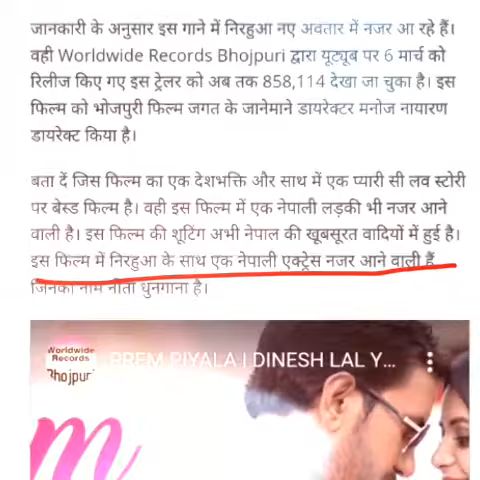 जानकारी के अनुसार इस गाने में निरहुआ नए अवतार में नजर आ रहे हैं।
वही Worldwide Records Bhojpuri द्वारा यूट्यूब पर 6 मार्च को
रिलीज किए गए इस ट्रेलर को अब तक 858,114 देखा जा चुका है। इस
फिल्म को भोजपुरी फिल्म जगत के जानेमाने डायरेक्टर मनोज नायारण
डायरेक्ट किया है।
बता दें जिस फिल्म का एक देशभक्ति और साथ में एक प्यारी सी लव स्टोरी
पर बेस्ड फिल्म है। वही इस फिल्म में एक नेपाली लड़की भी नजर आने
वाली है। इस फिल्म की शूटिंग अभी नेपाल की खूबसूरत वादियों में हुई है।
इस फिल्म में निरहुआ के साथ एक नेपाली एक्ट्रेस नजर आने वाली हैं
जिनका नाम नीता धुनगाना है।
Worldwide
Records
Bhojpuri
PREM PIYALA I DINESH LAL Y...
m